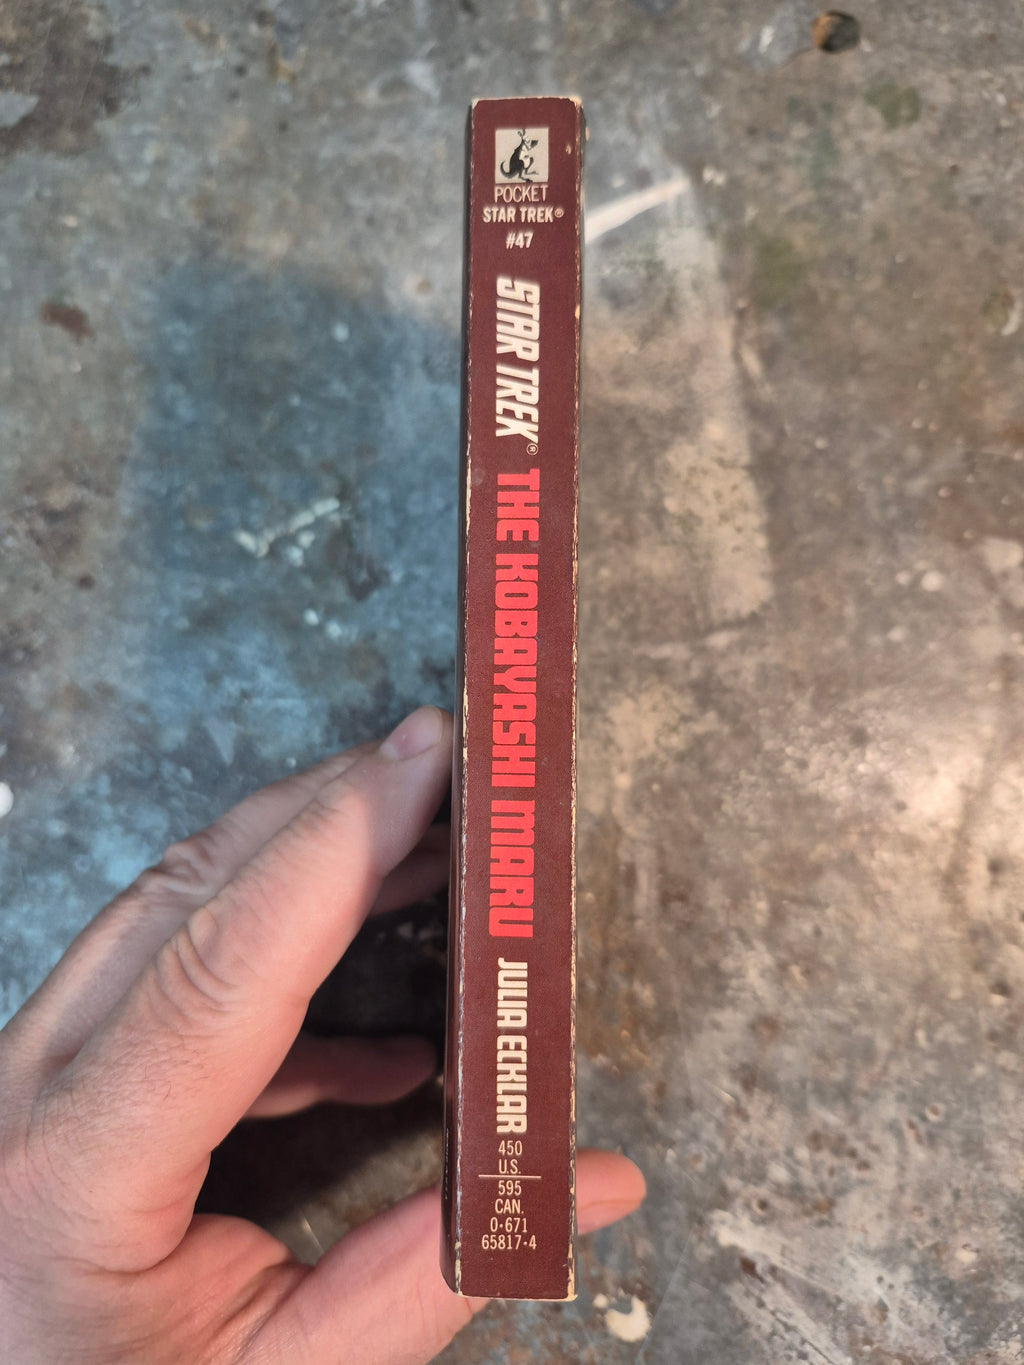 POCKET
STAR TREK®
#47
STAR TREK®
THE KOBAYASHI MARU
JULIA ECKLAR
450
U.S.
595
CAN.
0•671
65817•4